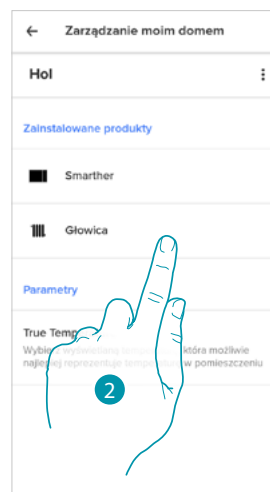 ← Zarządzanie moim domem
Hol
Zainstalowane produkty
Smarther
Głowica
Parametry
True Temp
Wybierz wyświetlaną która możliwie
najlepiej reprezentuje temperaturę w pomieszczeniu
2